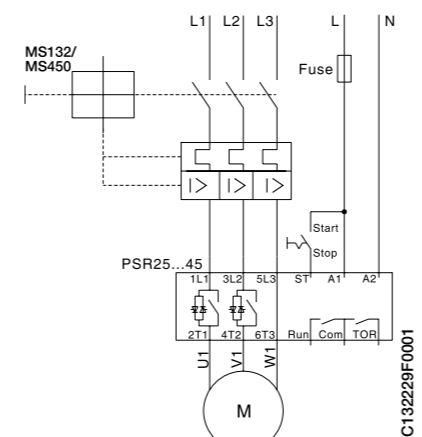 L1 L2 L3 L N
MS132/
MS450
Fuse
I> I> I>
Start
Stop
PSR25...45
1L1 3L2 5L3 ST A1 A2
2T1 4T2 6T3 Run Com TOR
U1 V1 W1
M
C132229F0001